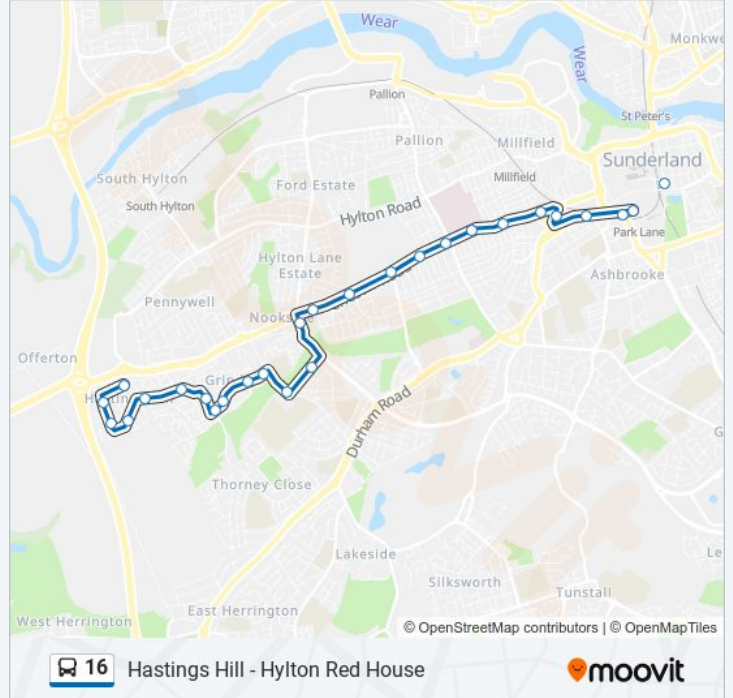 Wear
Monkwe
Wear
Pallion
St Peter's
Pallion
Millfield
Sunderland
South Hylton
Ford Estate
Millfield
South Hylton
Hylton Road
Park Lane
Hylton Lane
Estate
Ashbrooke
Pennywell
Nooks
Offerton
Grin
H
Durham Road
G
Thorney Close
Lakeside
Le
Silksworth
Tunstall
East Herrington
West Herrington
© OpenStreetMap contributors | © OpenMapTiles
16 Hastings Hill - Hylton Red House
moovit